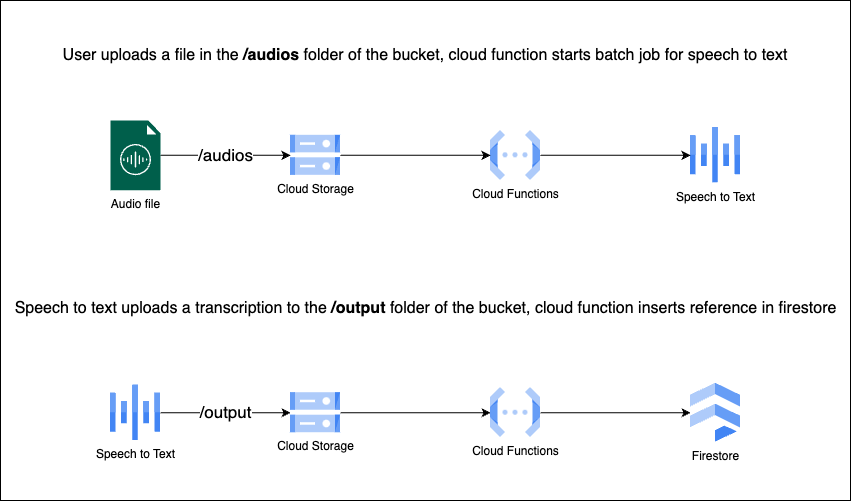 User uploads a file in the /audios folder of the bucket, cloud function starts batch job for speech to text
/audios
Audio file
Cloud Storage
Cloud Functions
Speech to Text
Speech to text uploads a transcription to the /output folder of the bucket, cloud function inserts reference in firestore
/output
Speech to Text
Cloud Storage
Cloud Functions
Firestore